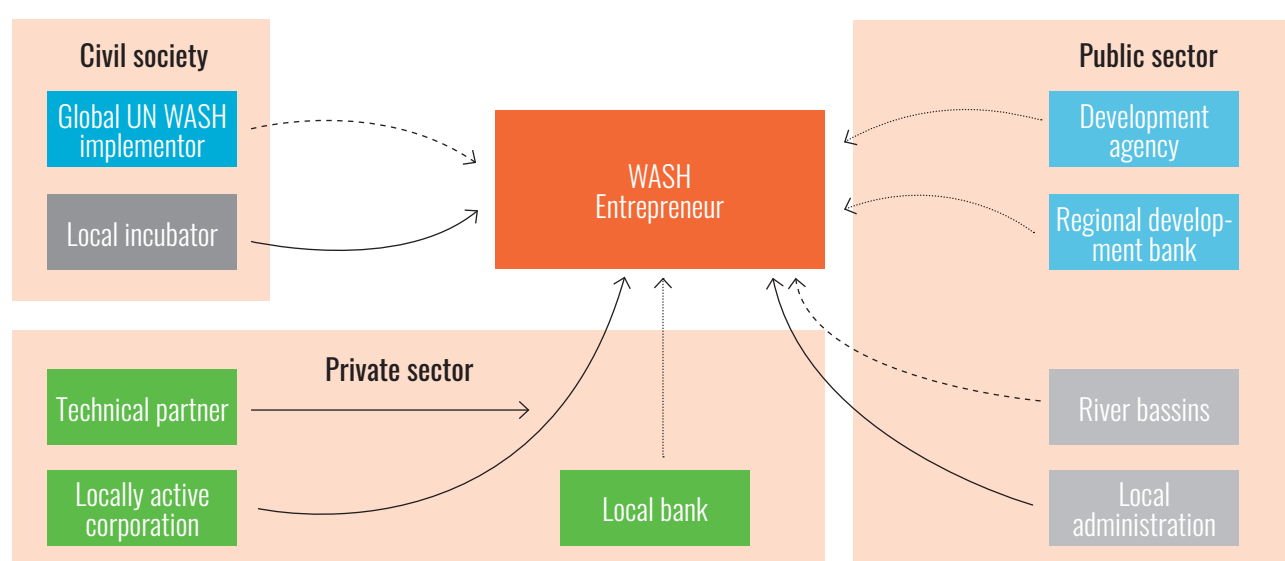 Civil society
Global UN WASH
implementor
Local incubator
WASH
Entrepreneur
Public sector
Development
agency
Regional develop-
ment bank
River bassins
Local
administration
Private sector
Technical partner
Locally active
corporation
Local bank